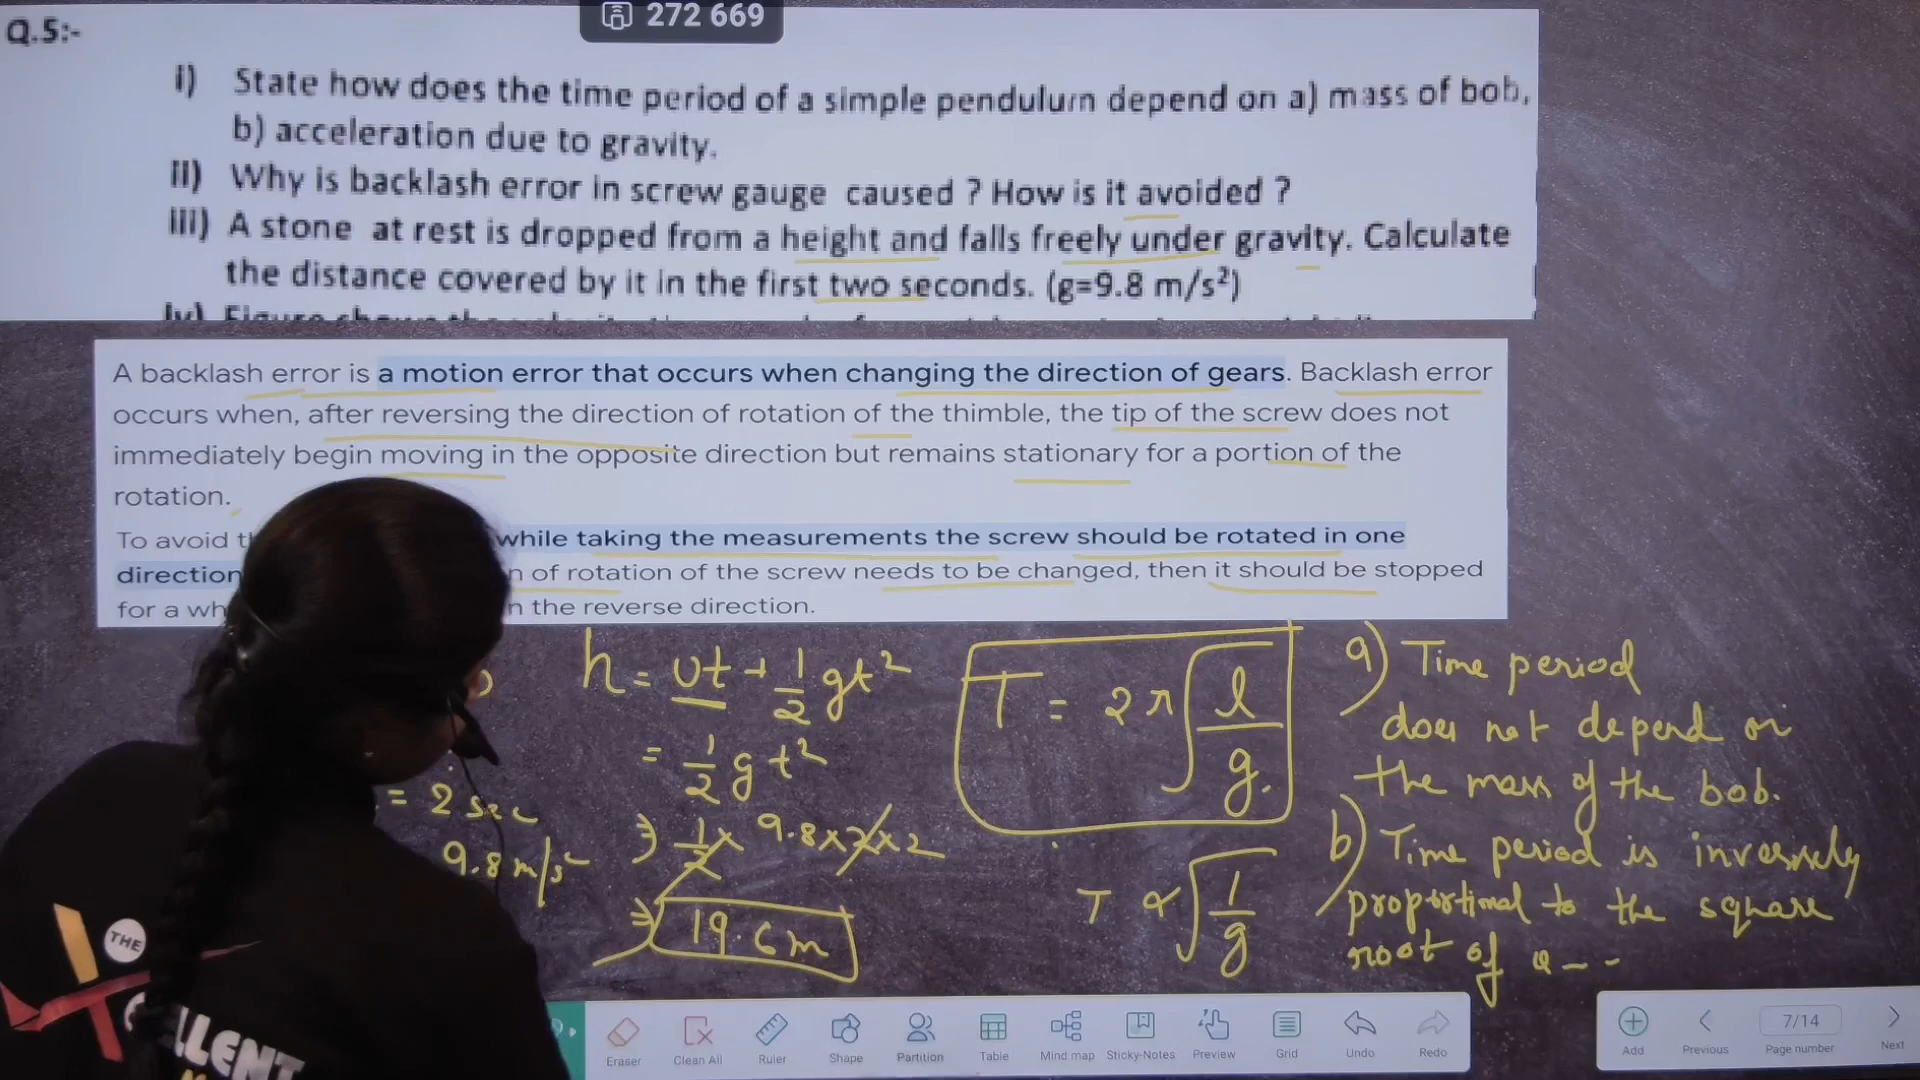 272 669
Q.5:-
i) State how does the time period of a simple pendulum depend on a) mass of bob,
b) acceleration due to gravity.
ii) Why is backlash error in screw gauge caused ? How is it avoided ?
iii) A stone at rest is dropped from a height and falls freely under gravity. Calculate
the distance covered by it in the first two seconds. (g=9.8 m/s²)
iv) Figure shows the
A backlash error is a motion error that occurs when changing the direction of gears. Backlash error
occurs when, after reversing the direction of rotation of the thimble, the tip of the screw does not
immediately begin moving in the opposite direction but remains stationary for a portion of the
rotation.
To avoid while taking the measurements the screw should be rotated in one
direction of rotation of the screw needs to be changed, then it should be stopped
for a in the reverse direction.
h = ut + 1/2 gt²
= 1/2 gt²
= 2 sec
9.8 m/s²
⇒ 1/2 × 9.8×2×2
⇒ 19.6m
T = 2π√l/g.
T ∝ √1/g
a) Time period
does not depend on
the mass of the bob.
b) Time period is inversely
proportional to the square
root of a--
THE
LLENT
Eraser
Clean All
Ruler
Shape
Partition
Table
Mind map
Sticky-Notes
Preview
Grid
Undo
Redo
Add
Previous
7/14
Page number
Next